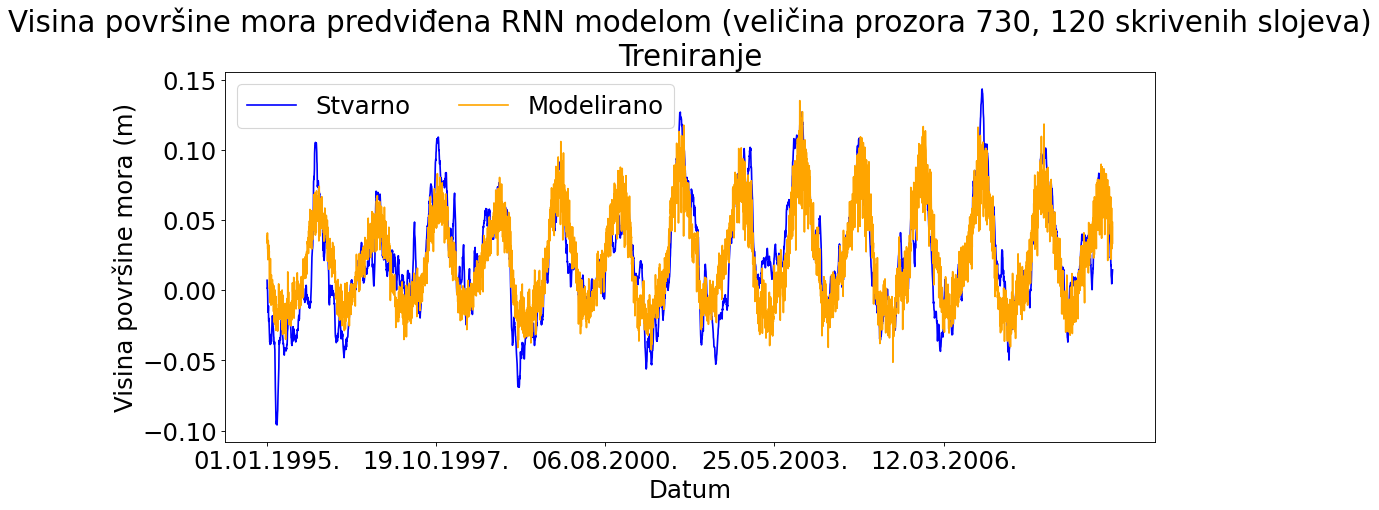 Visina površine mora predviđena RNN modelom (veličina prozora 730, 120 skrivenih slojeva)
Treniranje
Stvarno Modelirano
Visina površine mora (m)
0.15
0.10
0.05
0.00
−0.05
−0.10
01.01.1995. 19.10.1997. 06.08.2000. 25.05.2003. 12.03.2006.
Datum